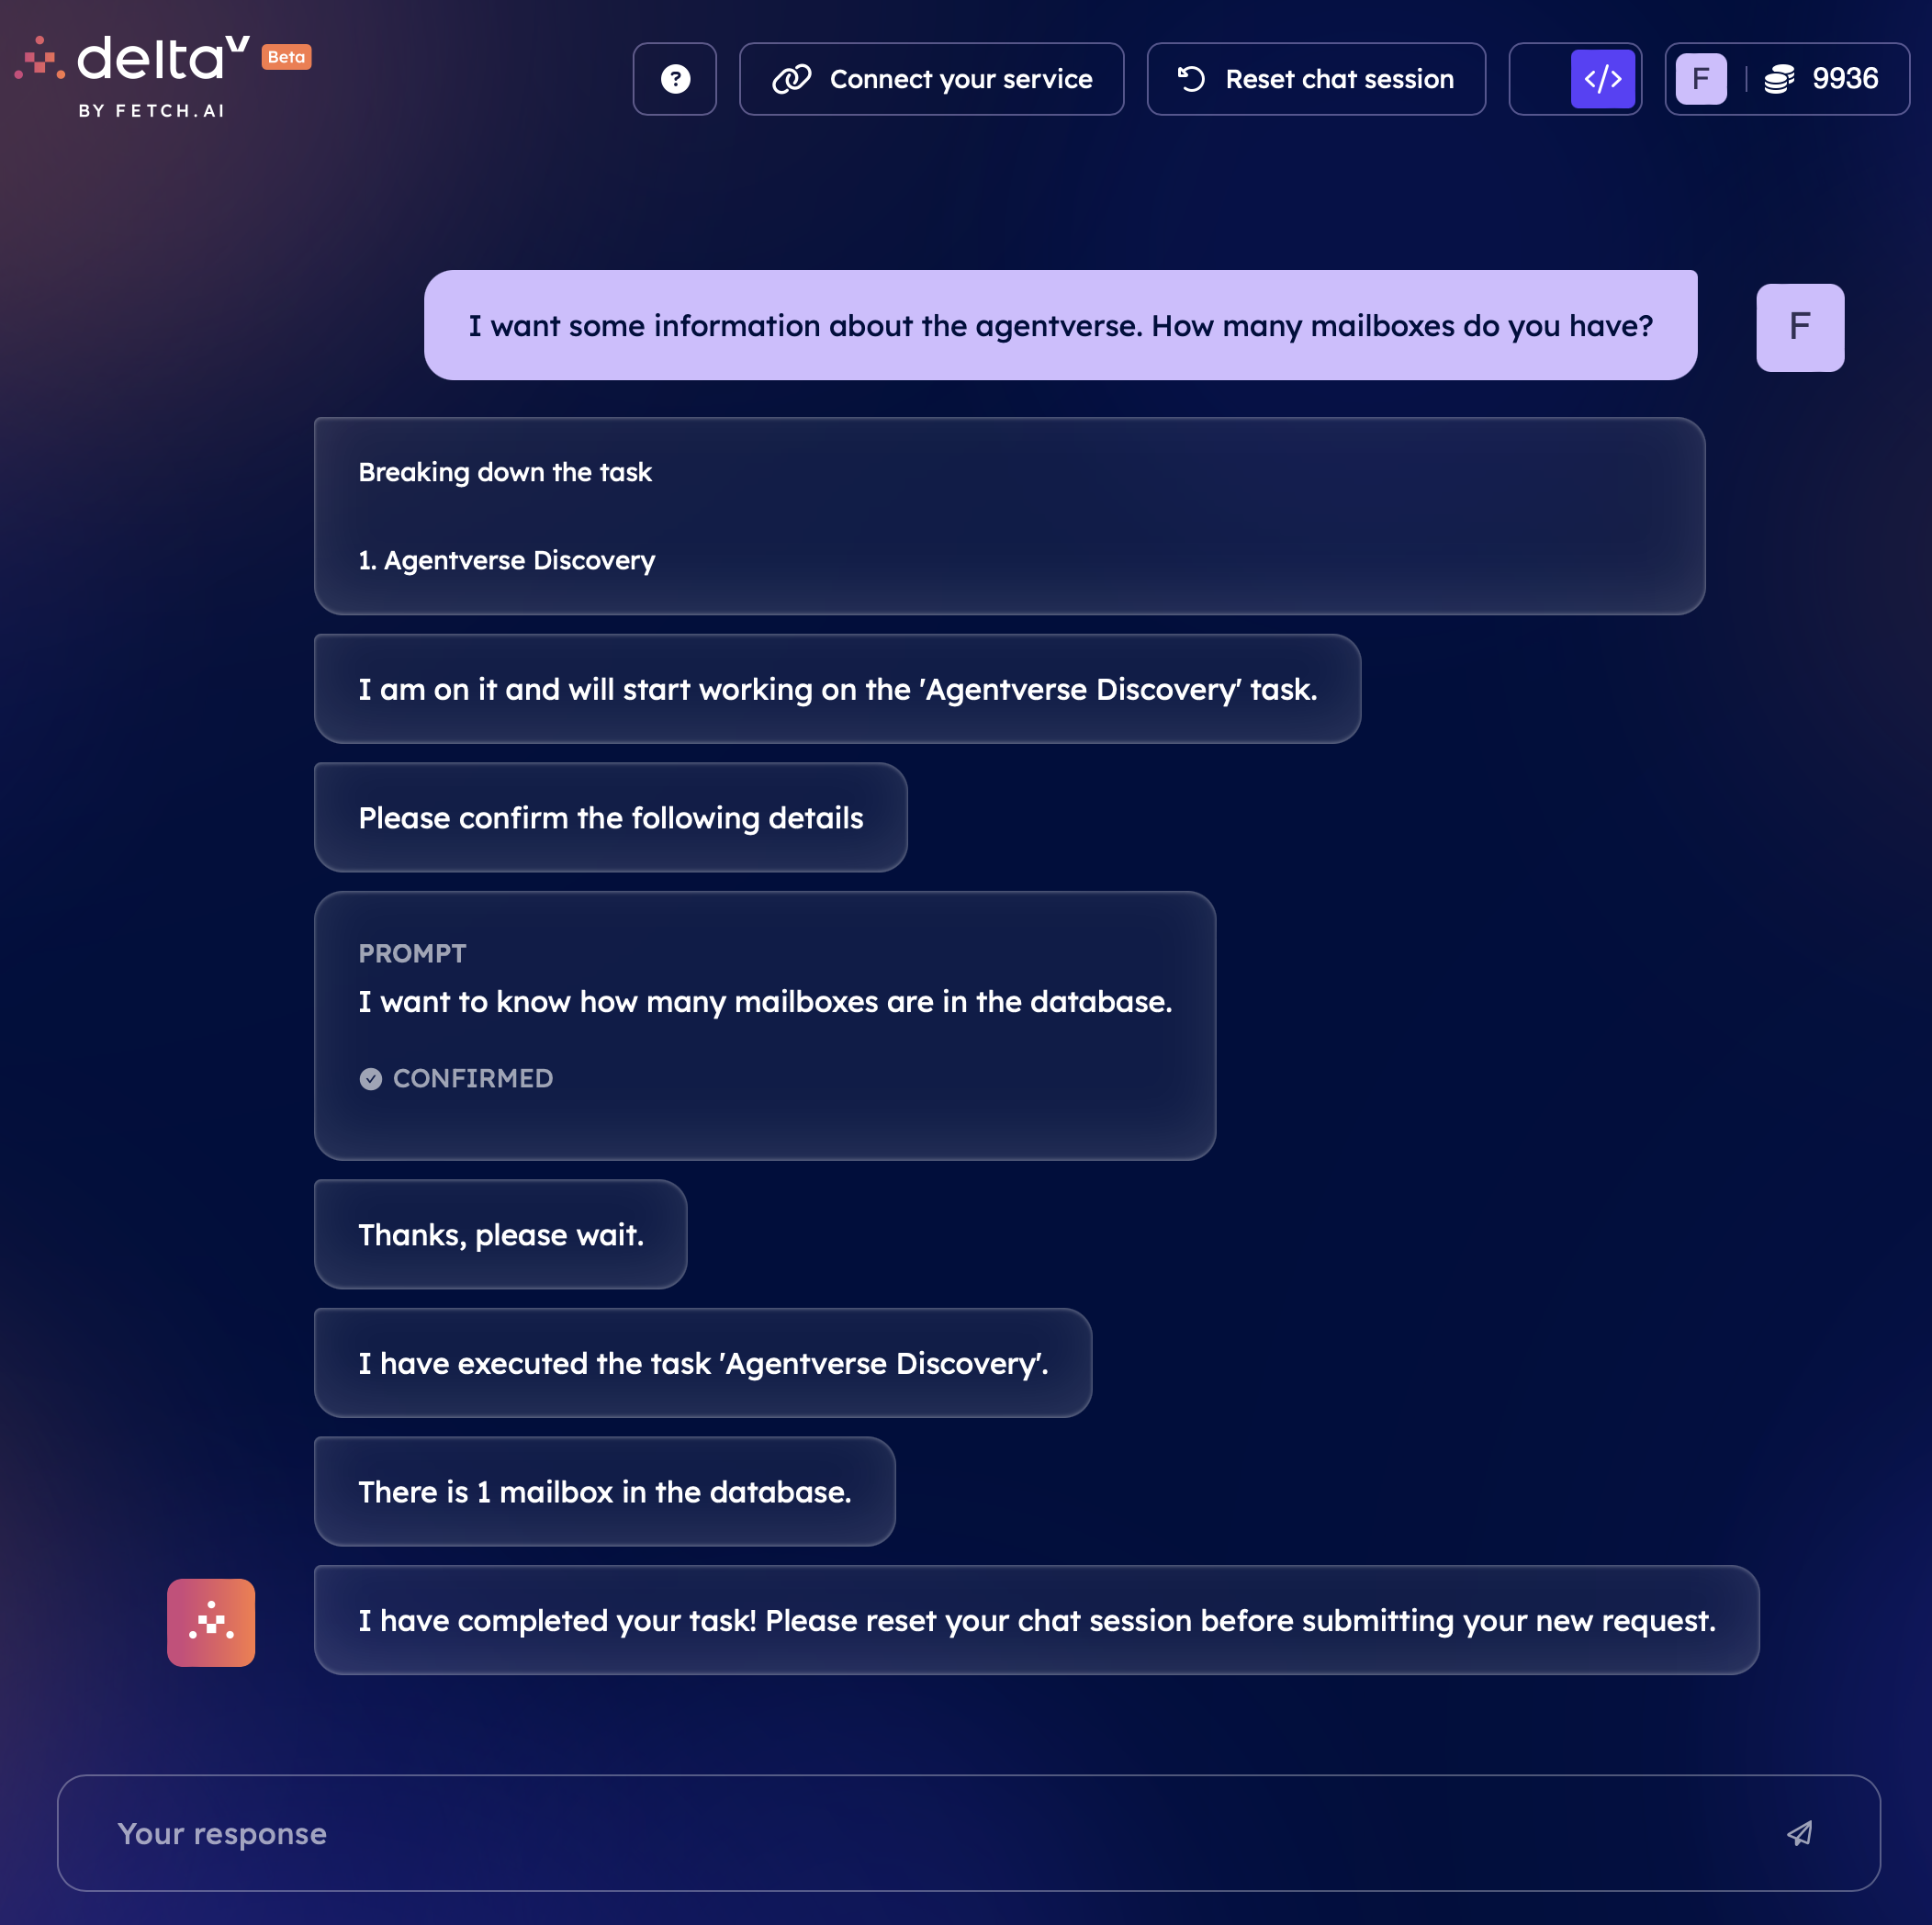 deltaV Beta
BY FETCH.AI
?
Connect your service
Reset chat session
</>
F
9936
I want some information about the agentverse. How many mailboxes do you have?
F
Breaking down the task
1. Agentverse Discovery
I am on it and will start working on the 'Agentverse Discovery' task.
Please confirm the following details
PROMPT
I want to know how many mailboxes are in the database.
CONFIRMED
Thanks, please wait.
I have executed the task 'Agentverse Discovery'.
There is 1 mailbox in the database.
I have completed your task! Please reset your chat session before submitting your new request.
Your response